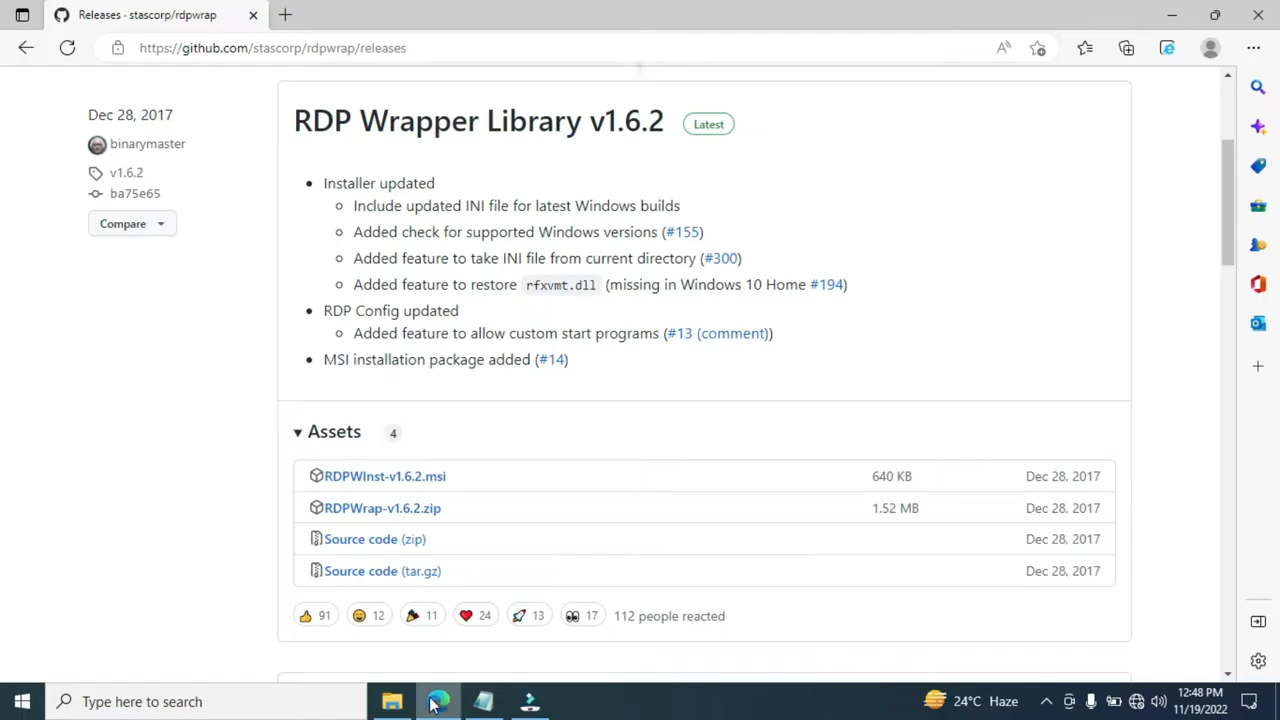 Releases · stascorp/rdpwrap
https://github.com/stascorp/rdpwrap/releases
Dec 28, 2017
binarymaster
v1.6.2
ba75e65
Compare
RDP Wrapper Library v1.6.2 Latest
Installer updated
Include updated INI file for latest Windows builds
Added check for supported Windows versions (#155)
Added feature to take INI file from current directory (#300)
Added feature to restore rfxvmt.dll (missing in Windows 10 Home #194)
RDP Config updated
Added feature to allow custom start programs (#13 (comment))
MSI installation package added (#14)
Assets 4
RDPWInst-v1.6.2.msi 640 KB Dec 28, 2017
RDPWrap-v1.6.2.zip 1.52 MB Dec 28, 2017
Source code (zip) Dec 28, 2017
Source code (tar.gz) Dec 28, 2017
91 12 11 24 13 17 112 people reacted
Type here to search
24°C Haze
12:48 PM
11/19/2022